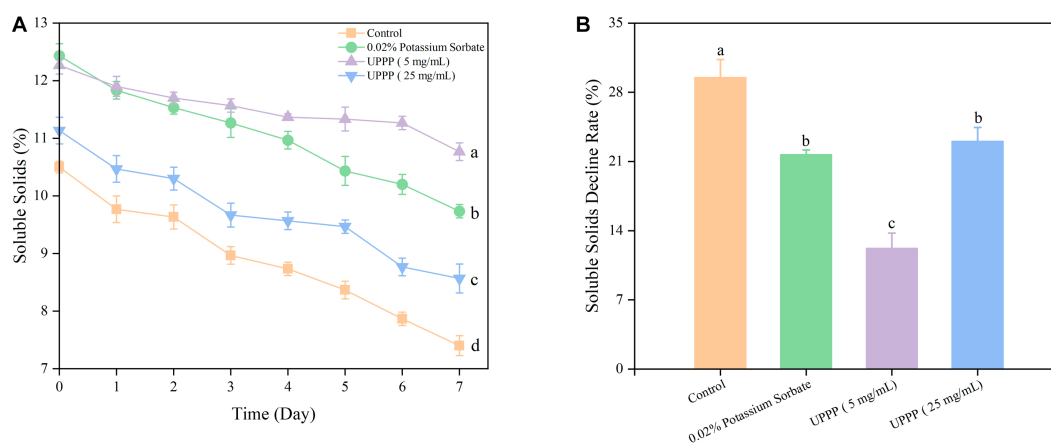 A
Soluble Solids (%)
13
12
11
10
9
8
7
0 1 2 3 4 5 6 7
Time (Day)
Control
0.02% Potassium Sorbate
UPPP ( 5 mg/mL)
UPPP ( 25 mg/mL)
a
b
c
d
B
Soluble Solids Decline Rate (%)
35
28
21
14
7
0
a
b
c
b
Control
0.02% Potassium Sorbate
UPPP ( 5 mg/mL)
UPPP ( 25 mg/mL)